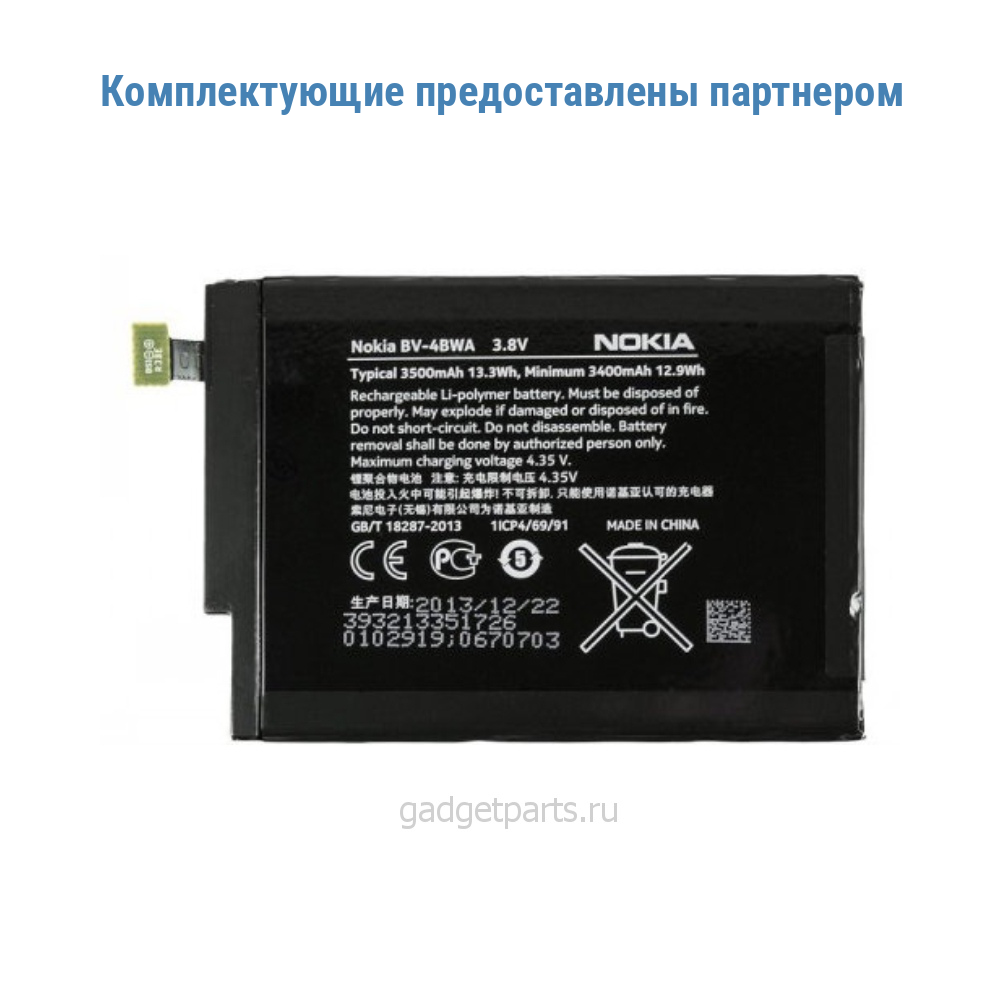 Комплектующие предоставлены партнером
Nokia BV-4BWA 3.8V NOKIA
Typical 3500mAh 13.3Wh, Minimum 3400mAh 12.9Wh
Rechargeable Li-polymer battery. Must be disposed of
properly. May explode if damaged or disposed of in fire.
Do not short-circuit. Do not disassemble. Battery
removal shall be done by authorized person only.
Maximum charging voltage 4.35 V.
锂聚合物电池 注意: 充电限制电压 4.35V
电池投入火中可能引起爆炸! 不可拆卸, 只能使用诺基亚认可的充电器
索尼电子(无锡)有限公司为诺基亚制造
GB/T 18287-2013 1ICP4/69/91 MADE IN CHINA
CE PCT 5
生产日期:2013/12/22
393213351726
0102919;0670703
gadgetparts.ru